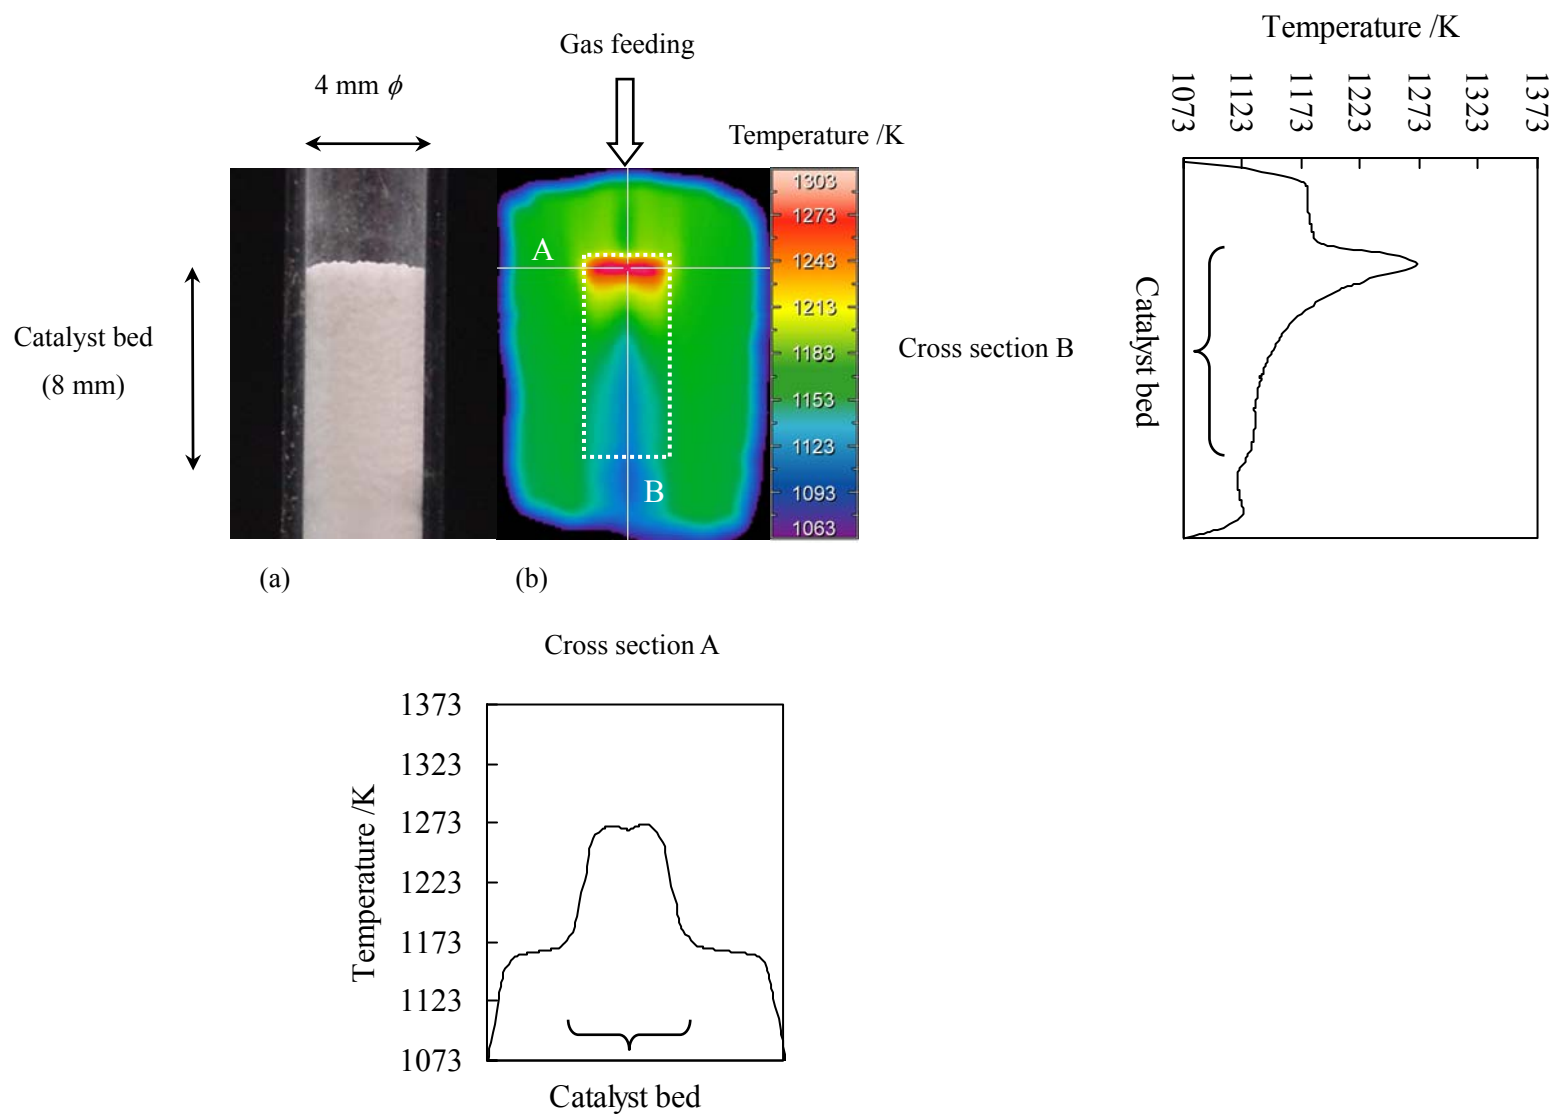 Gas feeding
4 mm ϕ
Temperature /K
A
B
1303
1273
1243
1213
1183
1153
1123
1093
1063
Catalyst bed
(8 mm)
(a)
(b)
Temperature /K
1073
1123
1173
1223
1273
1323
1373
Cross section B
Catalyst bed
Cross section A
Temperature /K
1373
1323
1273
1223
1173
1123
1073
Catalyst bed